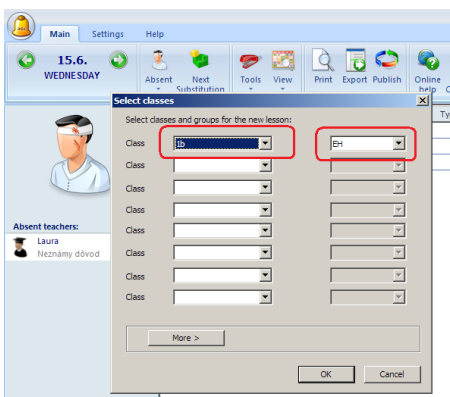 Main Settings Help
15.6.
WEDNESDAY
Absent Next Substitution Tools View Print Export Publish Online help
Select classes
Select classes and groups for the new lesson:
Class 1b EH
Class
Class
Class
Class
Class
Class
Class
More >
OK Cancel
Absent teachers:
Laura
Neznámy dôvod